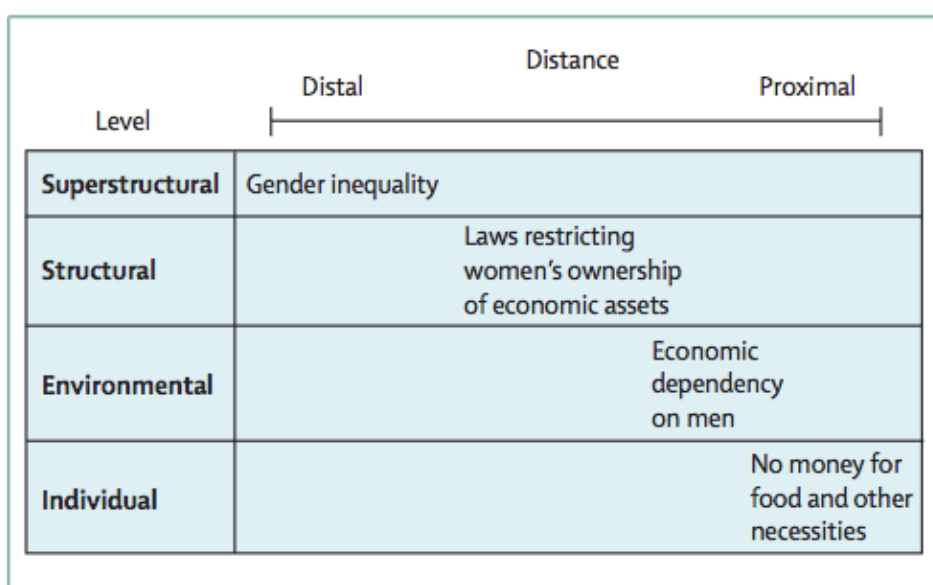 Distance
Distal Proximal
Level
Superstructural Gender inequality
Structural Laws restricting
women’s ownership
of economic assets
Environmental Economic
dependency
on men
Individual No money for
food and other
necessities